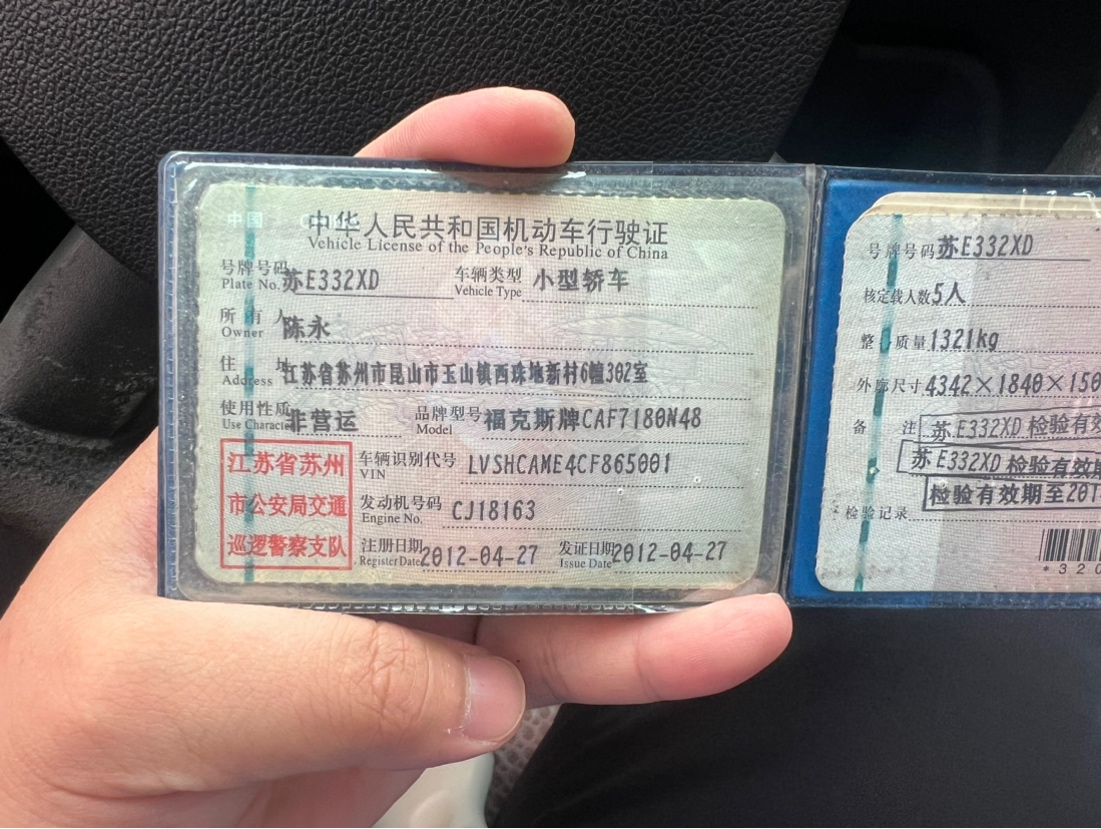 中国
中华人民共和国机动车行驶证
Vehicle License of the People's Republic of China
号牌号码 苏E332XD 车辆类型 小型轿车
Plate No. Vehicle Type
所有人 陈永
Owner
住址 江苏省苏州市昆山市玉山镇西珠地新村6幢302室
Address
使用性质 非营运 品牌型号 福克斯牌CAF7180N48
Use Character Model
江苏省苏州
市公安局交通
巡逻警察支队
车辆识别代号 LVSHCAME4CF865001
VIN
发动机号码 CJ18163
Engine No.
注册日期 2012-04-27 发证日期 2012-04-27
Register Date Issue Date
号牌号码 苏E332XD
核定载人数 5人
整备质量 1321kg
外廓尺寸 4342×1840×150
备注 苏E332XD 检验有效
苏E332XD 检验有效期
检验有效期至201
检验记录
*320